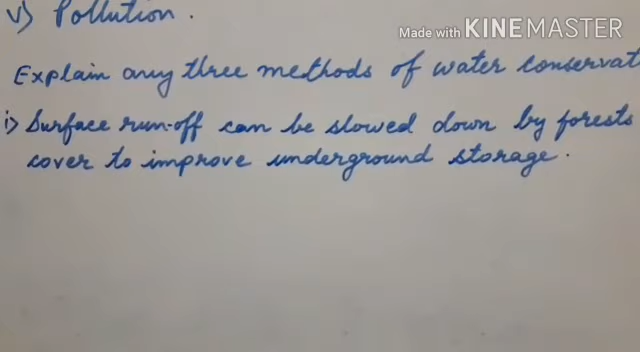 v) Pollution.
Made with KINEMASTER
Explain any three methods of water conservat
i) Surface run-off can be slowed down by forests
cover to improve underground storage.